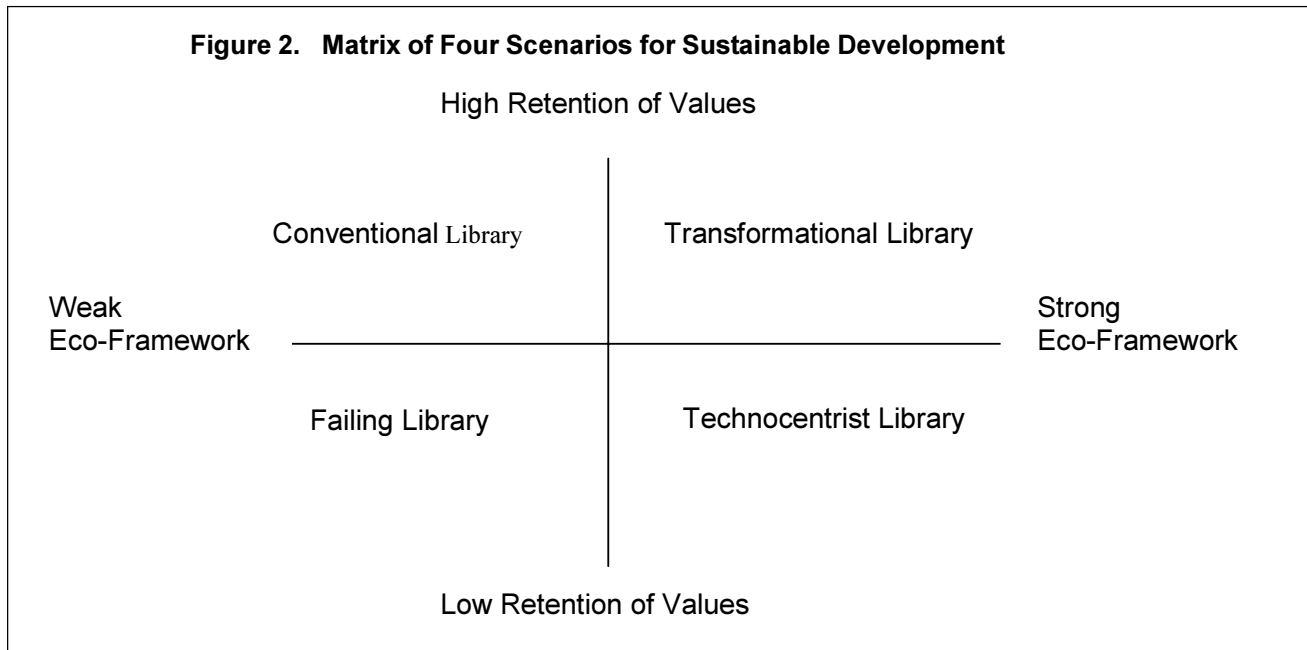 Figure 2. Matrix of Four Scenarios for Sustainable Development
High Retention of Values
Conventional Library
Transformational Library
Weak
Eco-Framework
Strong
Eco-Framework
Failing Library
Technocentrist Library
Low Retention of Values